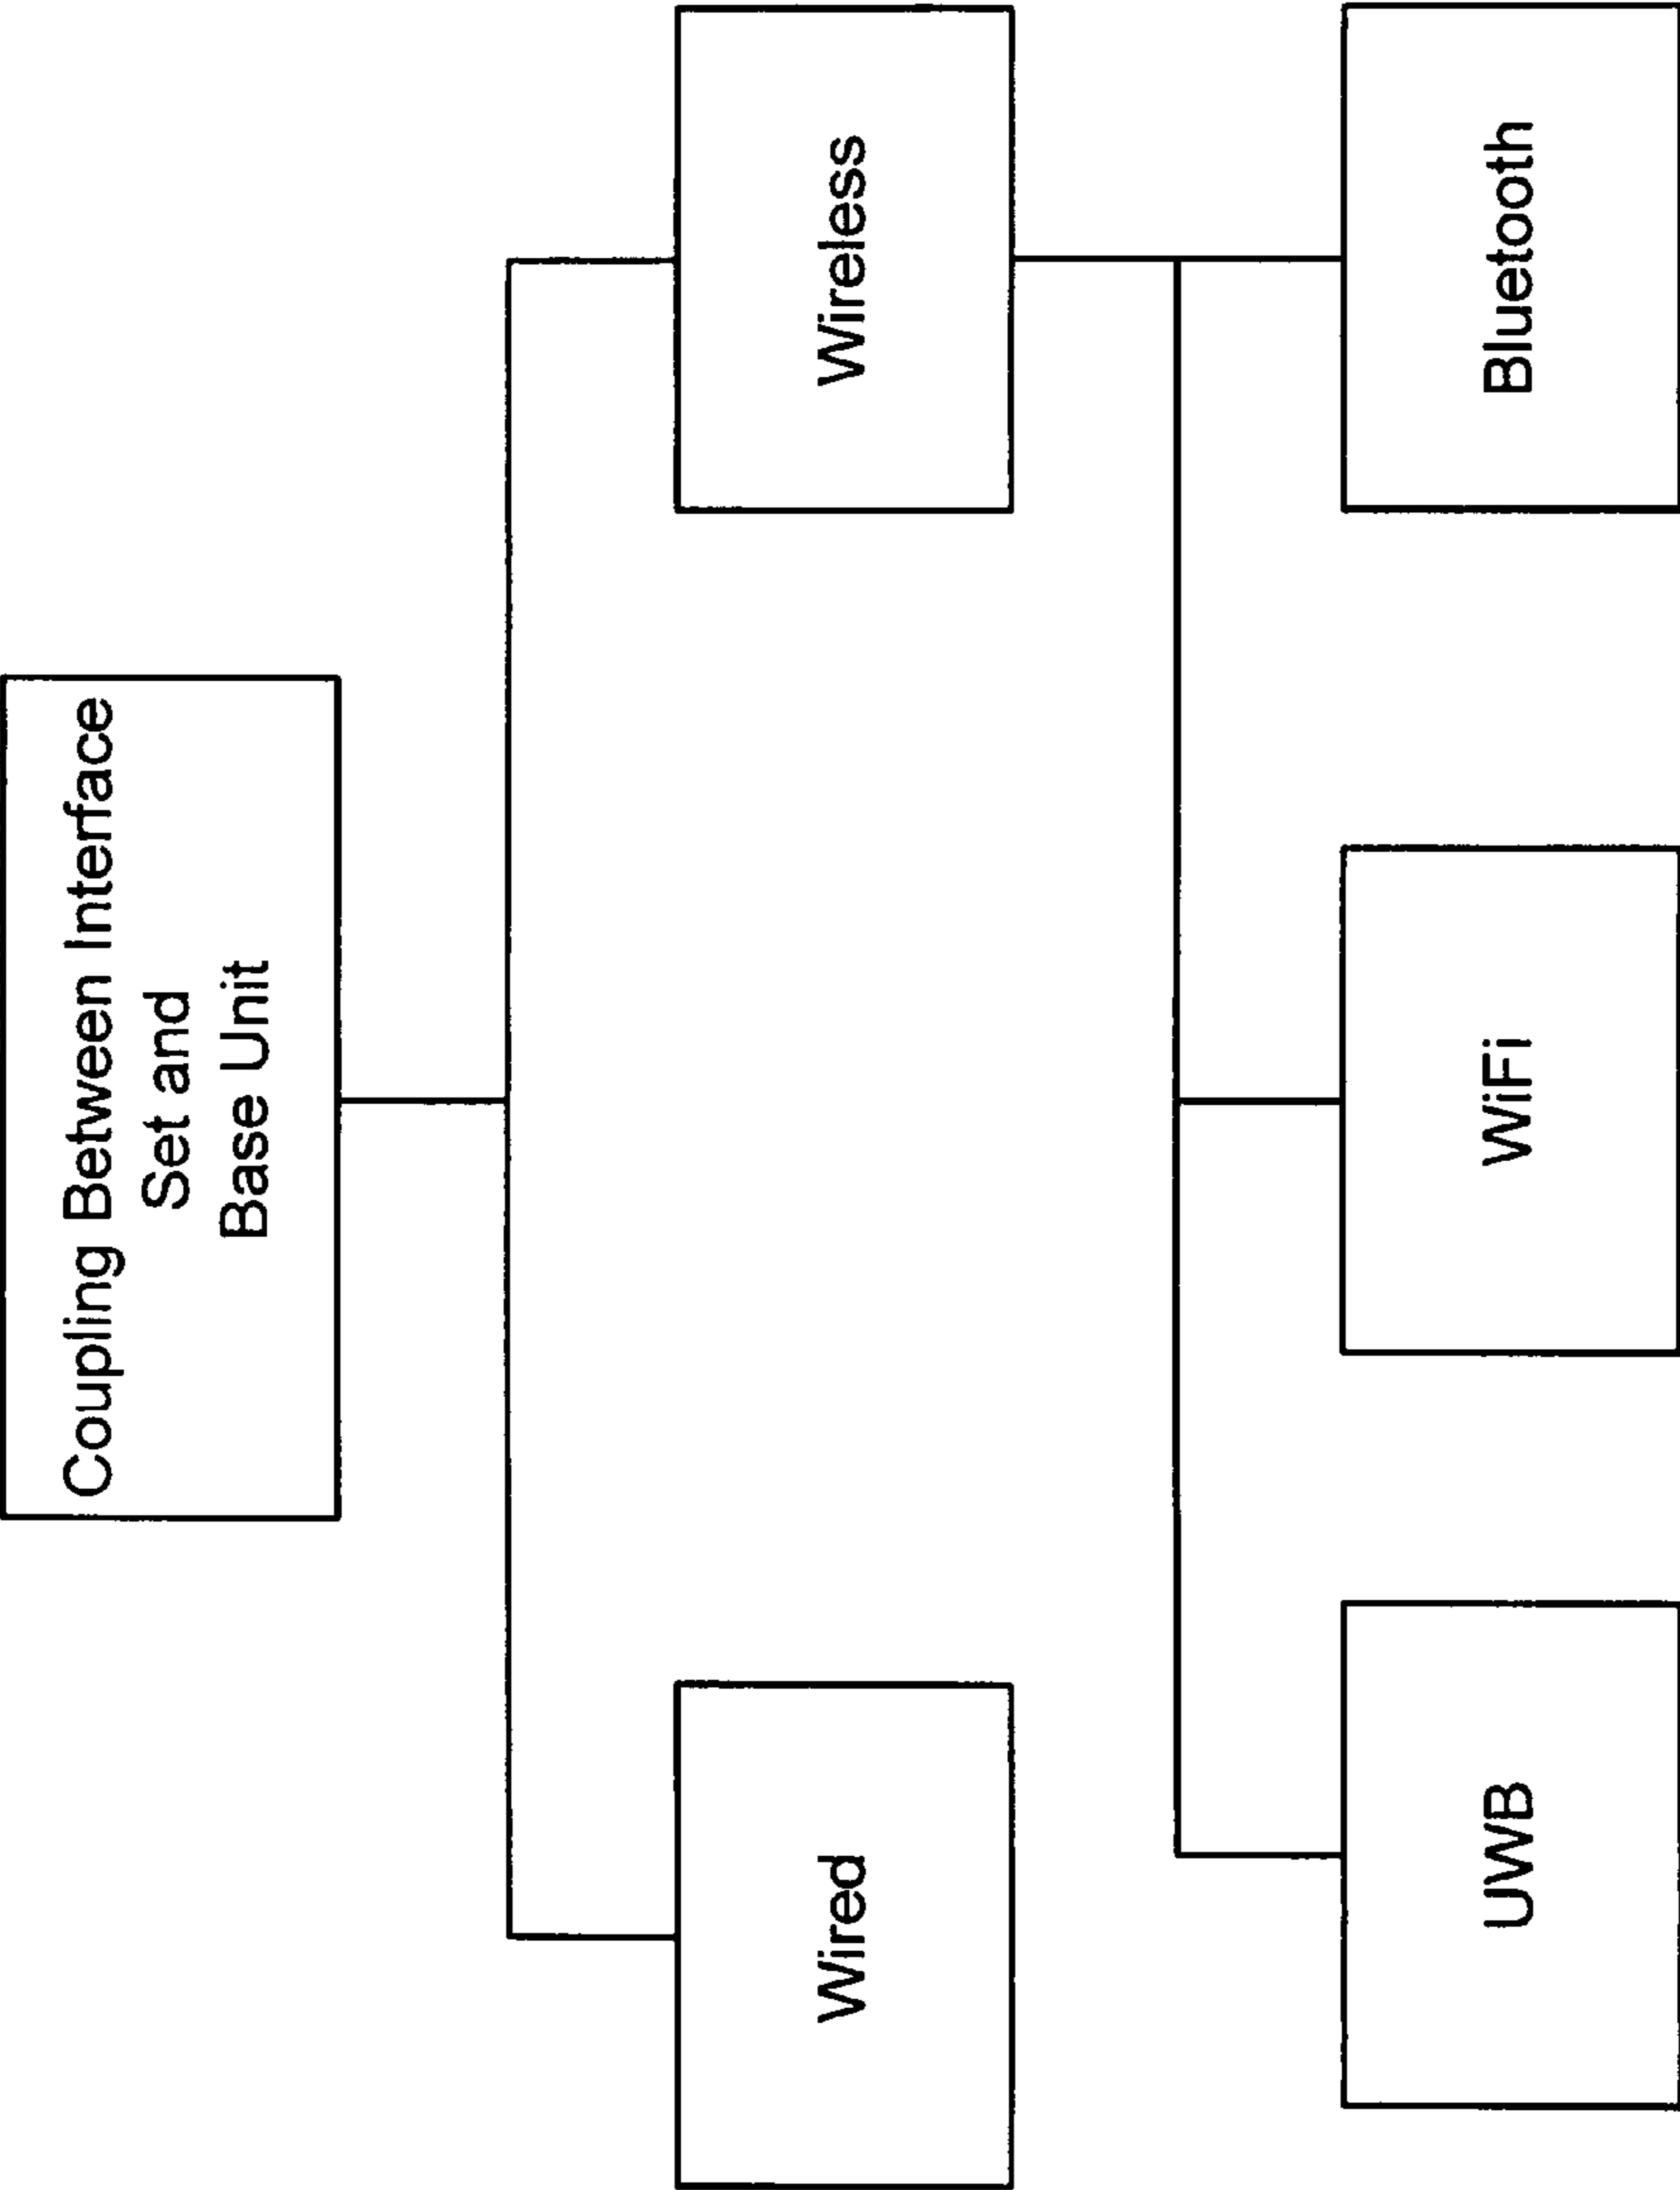 Coupling Between Interface
Set and
Base Unit
Wired
Wireless
UWB
WiFi
Bluetooth